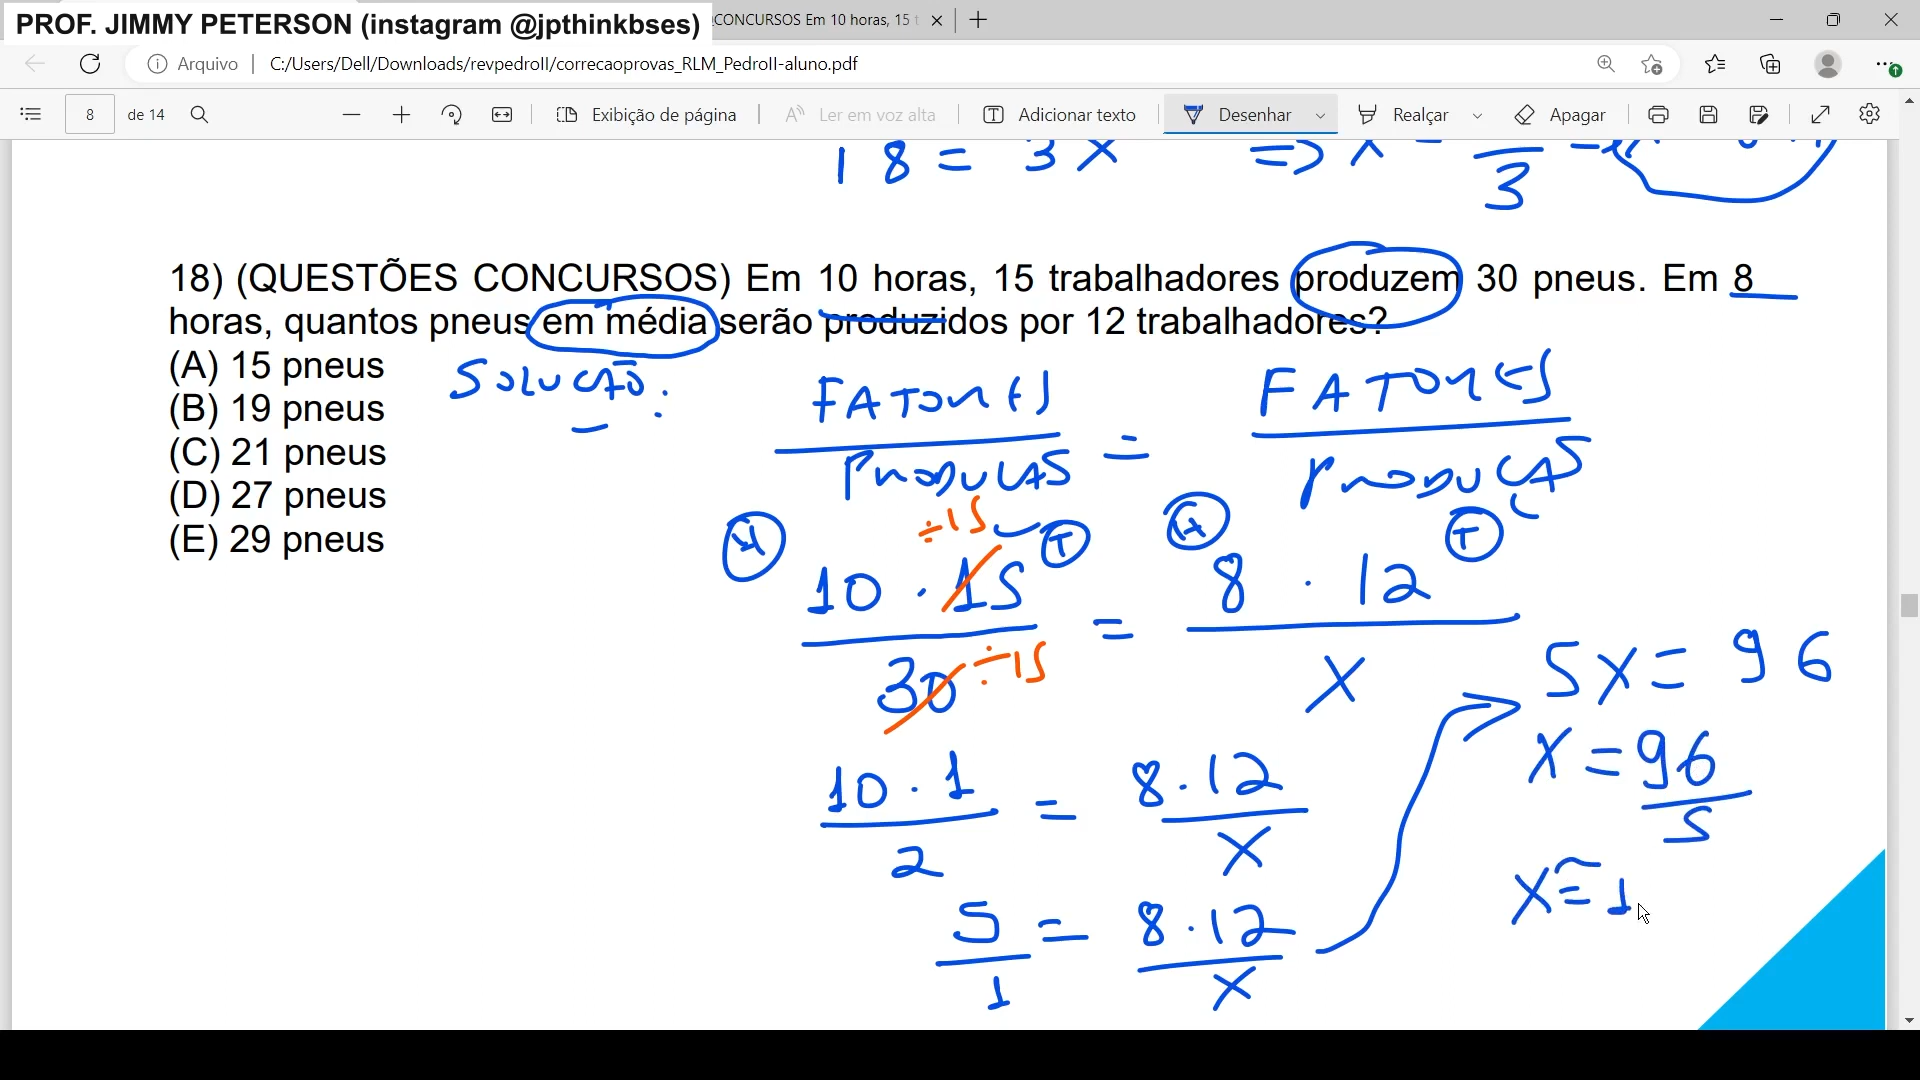 PROF. JIMMY PETERSON (instagram @jpthinkbses)
CONCURSOS Em 10 horas, 15 t
Arquivo
C:/Users/Dell/Downloads/revpedroII/correcaoprovas_RLM_PedroII-aluno.pdf
8 de 14
Exibição de página
Ler em voz alta
Adicionar texto
Desenhar
Realçar
Apagar
18 = 3X => X =
3
18) (QUESTÕES CONCURSOS) Em 10 horas, 15 trabalhadores produzem 30 pneus. Em 8
horas, quantos pneus em média serão produzidos por 12 trabalhadores?
(A) 15 pneus
(B) 19 pneus
(C) 21 pneus
(D) 27 pneus
(E) 29 pneus
SOLUÇÃO:
FATORES = FATORES
PRODUÇÃO PRODUÇÃO
÷15
H T H T
10 . 15 = 8 . 12
30 ÷15 X
10 . 1 = 8 . 12
2 X
5 = 8 . 12
1 X
5X = 96
X = 96
5
X ≅ 1